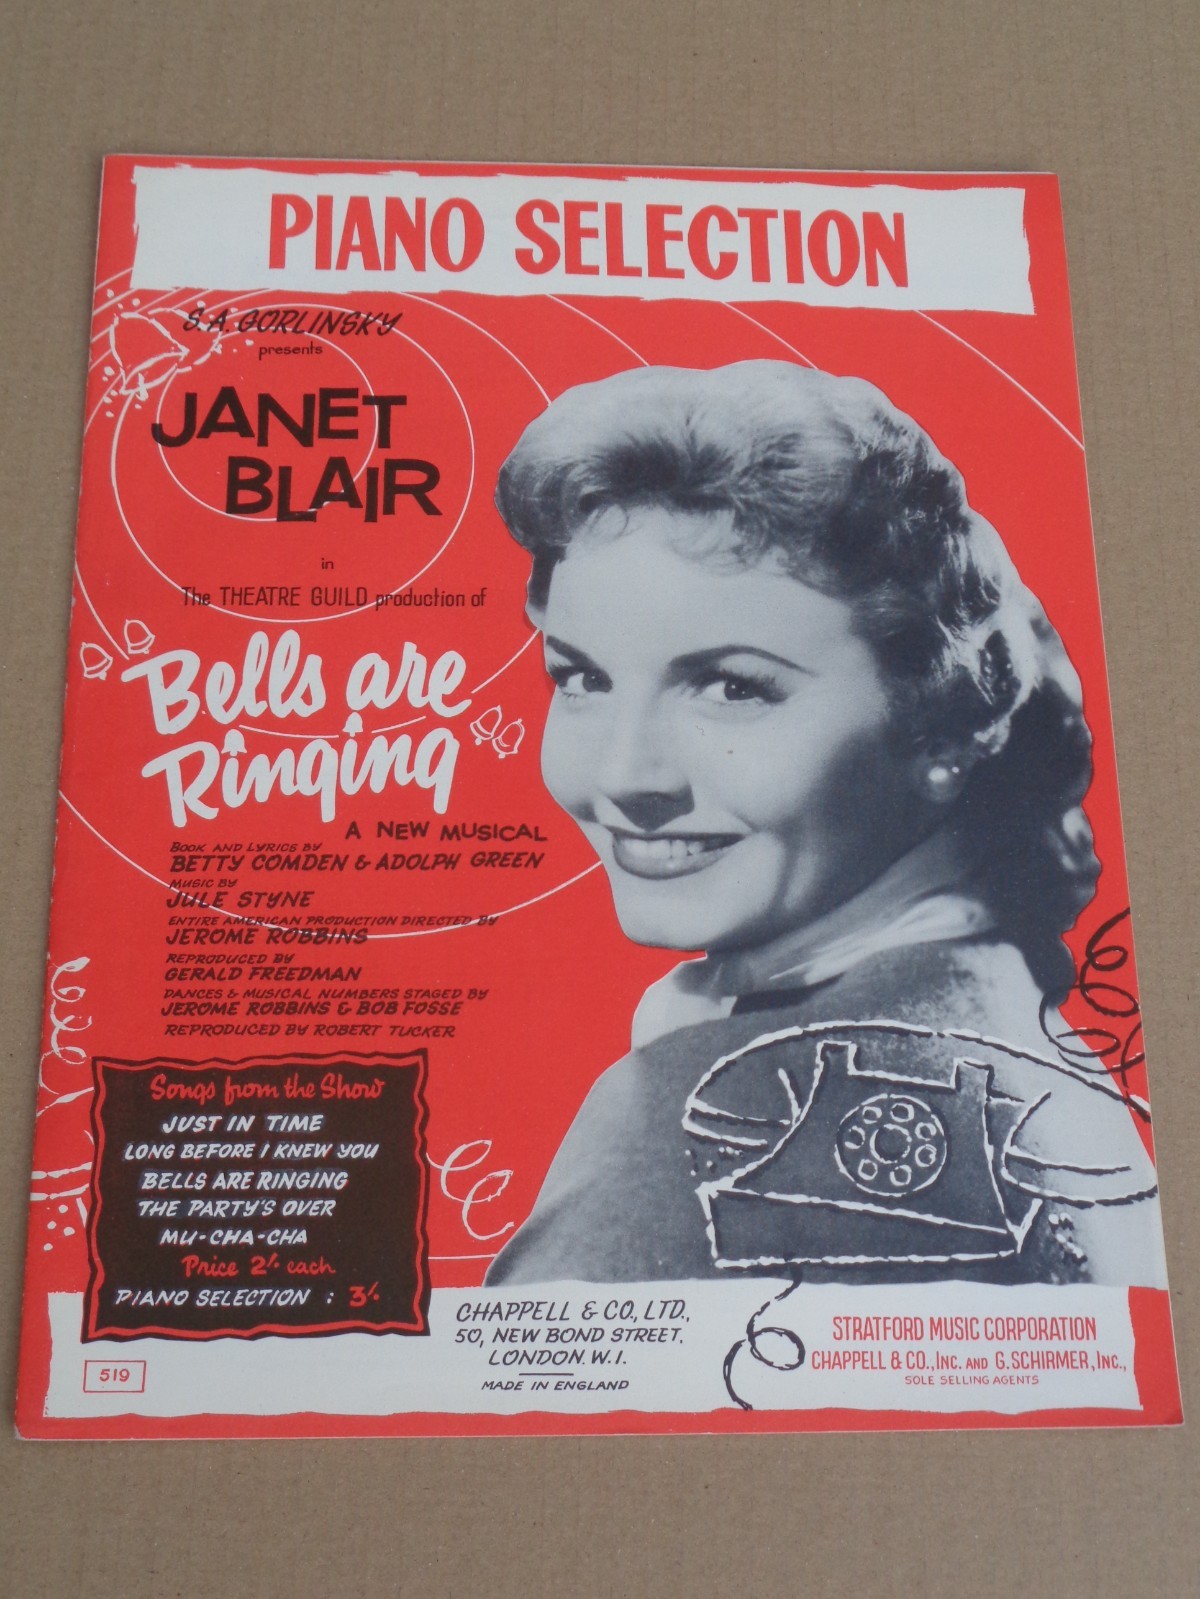 PIANO SELECTION
S.A. GORLINSKY
presents
JANET
BLAIR
in
The THEATRE GUILD production of
Bells are
Ringing
A NEW MUSICAL
BOOK AND LYRICS BY
BETTY COMDEN & ADOLPH GREEN
MUSIC BY
JULE STYNE
ENTIRE AMERICAN PRODUCTION DIRECTED BY
JEROME ROBBINS
REPRODUCED BY
GERALD FREEDMAN
DANCES & MUSICAL NUMBERS STAGED BY
JEROME ROBBINS & BOB FOSSE
REPRODUCED BY ROBERT TUCKER
Songs from the Show
JUST IN TIME
LONG BEFORE I KNEW YOU
BELLS ARE RINGING
THE PARTY'S OVER
MU-CHA-CHA
Price 2/- each
PIANO SELECTION : 3/-
519
CHAPPELL & CO., LTD.,
50, NEW BOND STREET,
LONDON. W.1.
MADE IN ENGLAND
STRATFORD MUSIC CORPORATION
CHAPPELL & CO., INC. AND G. SCHIRMER, INC.,
SOLE SELLING AGENTS